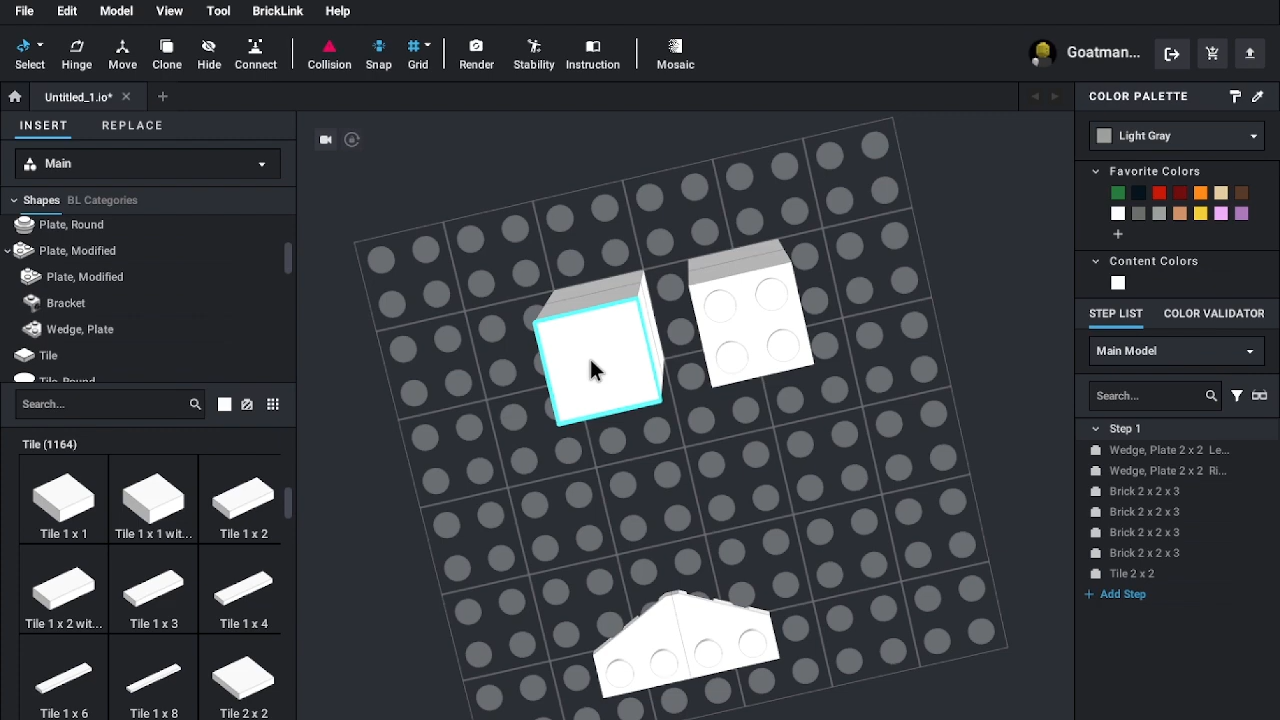 File Edit Model View Tool BrickLink Help
Select Hinge Move Clone Hide Connect Collision Snap Grid Render Stability Instruction Mosaic Goatman...
Untitled_1.io*
COLOR PALETTE
INSERT REPLACE
Light Gray
Main
Favorite Colors
Shapes BL Categories
Plate, Round
Plate, Modified
Plate, Modified
Bracket
Wedge, Plate
Tile
Tile, Round
Content Colors
STEP LIST COLOR VALIDATOR
Main Model
Search...
Search...
Step 1
Wedge, Plate 2 x 2 Le...
Wedge, Plate 2 x 2 Ri...
Brick 2 x 2 x 3
Brick 2 x 2 x 3
Brick 2 x 2 x 3
Brick 2 x 2 x 3
Tile 2 x 2
Add Step
Tile (1164)
Tile 1 x 1 Tile 1 x 1 wit... Tile 1 x 2
Tile 1 x 2 wit... Tile 1 x 3 Tile 1 x 4
Tile 1 x 6 Tile 1 x 8 Tile 2 x 2